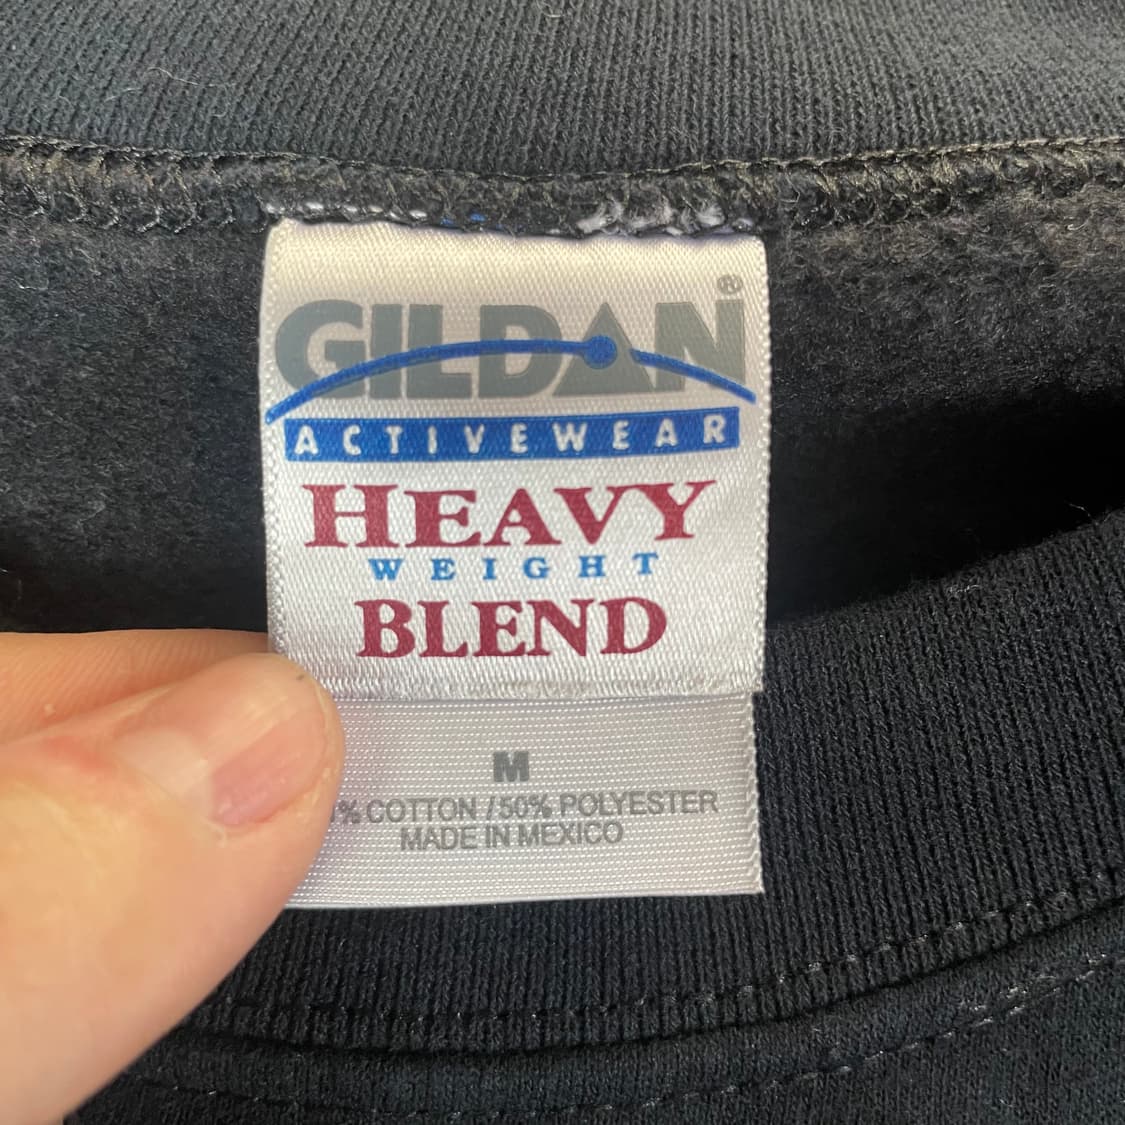 GILDAN®
ACTIVEWEAR
HEAVY
WEIGHT
BLEND
M
% COTTON / 50% POLYESTER
MADE IN MEXICO